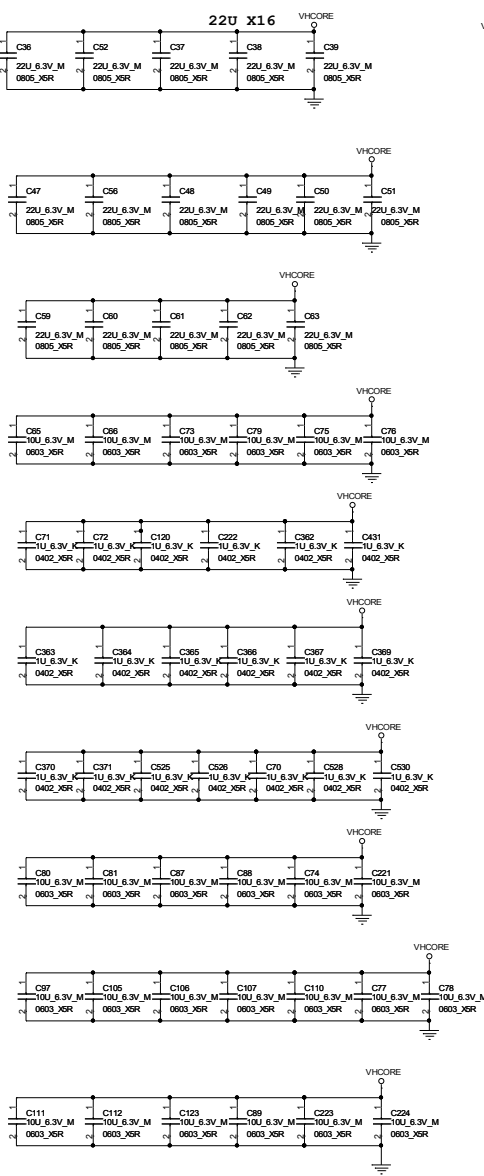 22U X16
VHCORE
C36 C52 C37 C38 C39
22U_6.3V_M 22U_6.3V_M 22U_6.3V_M 22U_6.3V_M 22U_6.3V_M
0805_X5R 0805_X5R 0805_X5R 0805_X5R 0805_X5R
VHCORE
C47 C56 C48 C49 C50 C51
22U_6.3V_M 22U_6.3V_M 22U_6.3V_M 22U_6.3V_M 22U_6.3V_M 22U_6.3V_M
0805_X5R 0805_X5R 0805_X5R 0805_X5R 0805_X5R 0805_X5R
VHCORE
C59 C60 C61 C62 C63
22U_6.3V_M 22U_6.3V_M 22U_6.3V_M 22U_6.3V_M 22U_6.3V_M
0805_X5R 0805_X5R 0805_X5R 0805_X5R 0805_X5R
VHCORE
C65 C66 C73 C79 C75 C76
10U_6.3V_M 10U_6.3V_M 10U_6.3V_M 10U_6.3V_M 10U_6.3V_M 10U_6.3V_M
0603_X5R 0603_X5R 0603_X5R 0603_X5R 0603_X5R 0603_X5R
VHCORE
C71 C72 C120 C222 C362 C431
1U_6.3V_K 1U_6.3V_K 1U_6.3V_K 1U_6.3V_K 1U_6.3V_K 1U_6.3V_K
0402_X5R 0402_X5R 0402_X5R 0402_X5R 0402_X5R 0402_X5R
VHCORE
C363 C364 C365 C366 C367 C369
1U_6.3V_K 1U_6.3V_K 1U_6.3V_K 1U_6.3V_K 1U_6.3V_K 1U_6.3V_K
0402_X5R 0402_X5R 0402_X5R 0402_X5R 0402_X5R 0402_X5R
VHCORE
C370 C371 C525 C526 C70 C528 C530
1U_6.3V_K 1U_6.3V_K 1U_6.3V_K 1U_6.3V_K 1U_6.3V_K 1U_6.3V_K 1U_6.3V_K
0402_X5R 0402_X5R 0402_X5R 0402_X5R 0402_X5R 0402_X5R 0402_X5R
VHCORE
C80 C81 C87 C88 C74 C221
10U_6.3V_M 10U_6.3V_M 10U_6.3V_M 10U_6.3V_M 10U_6.3V_M 10U_6.3V_M
0603_X5R 0603_X5R 0603_X5R 0603_X5R 0603_X5R 0603_X5R
VHCORE
C97 C105 C106 C107 C110 C77 C78
10U_6.3V_M 10U_6.3V_M 10U_6.3V_M 10U_6.3V_M 10U_6.3V_M 10U_6.3V_M 10U_6.3V_M
0603_X5R 0603_X5R 0603_X5R 0603_X5R 0603_X5R 0603_X5R 0603_X5R
VHCORE
C111 C112 C123 C89 C223 C224
10U_6.3V_M 10U_6.3V_M 10U_6.3V_M 10U_6.3V_M 10U_6.3V_M 10U_6.3V_M
0603_X5R 0603_X5R 0603_X5R 0603_X5R 0603_X5R 0603_X5R